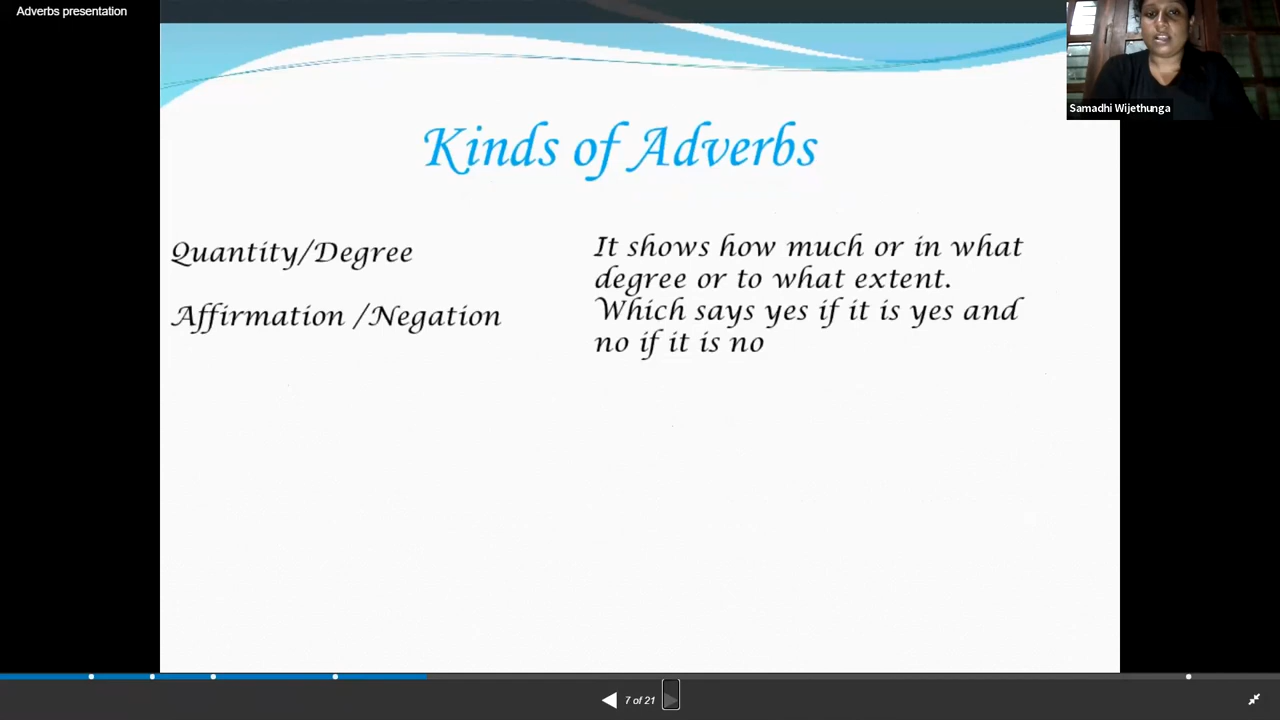 Adverbs presentation
Samadhi Wijethunga
Kinds of Adverbs
Quantity/Degree
It shows how much or in what
degree or to what extent.
Affirmation /Negation
Which says yes if it is yes and
no if it is no
7 of 21